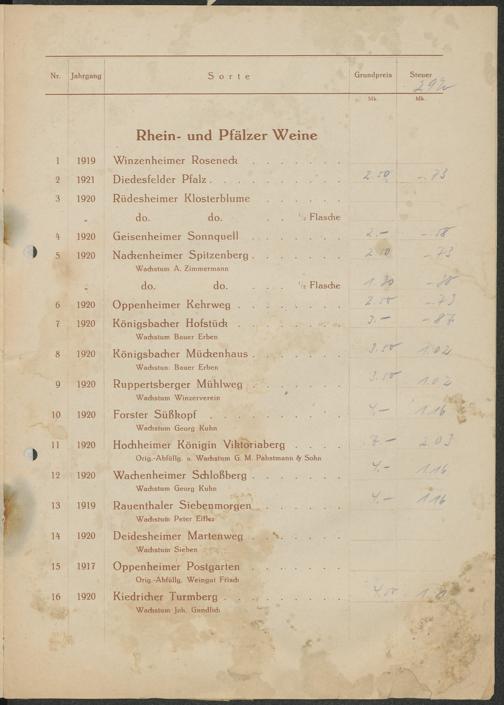 Nr. Jahrgang Sorte Grundpreis Steuer
29%
Mk. Mk.
Rhein- und Pfälzer Weine
1 1919 Winzenheimer Roseneck
2 1921 Diedesfelder Pfalz 2.50 -.73
3 1920 Rüdesheimer Klosterblume
" do. do. ½ Flasche
4 1920 Geisenheimer Sonnquell 2.- -.58
5 1920 Nackenheimer Spitzenberg 2.50 -.73
Wachstum A. Zimmermann
" do. do. ½ Flasche
6 1920 Oppenheimer Kehrweg 2.50 -.73
7 1920 Königsbacher Hofstück 3.- -.87
Wachstum Bauer Erben
8 1920 Königsbacher Mückenhaus 3.50 1.02
Wachstum Bauer Erben
9 1920 Ruppertsberger Mühlweg 3.50 1.02
Wachstum Winzerverein
10 1920 Forster Süßkopf 4.- 1.16
Wachstum Georg Kuhn
11 1920 Hochheimer Königin Viktoriaberg 7.- 2.03
Orig.-Abfüllg. u. Wachstum G. M. Pabstmann & Sohn
12 1920 Wachenheimer Schloßberg 4.- 1.16
Wachstum Georg Kuhn
13 1919 Rauenthaler Siebenmorgen 4.- 1.16
Wachstum Peter Eifler
14 1920 Deidesheimer Martenweg
Wachstum Sieben
15 1917 Oppenheimer Postgarten
Orig.-Abfüllg. Weingut Frisch
16 1920 Kiedricher Turmberg
Wachstum Joh. Gandlich